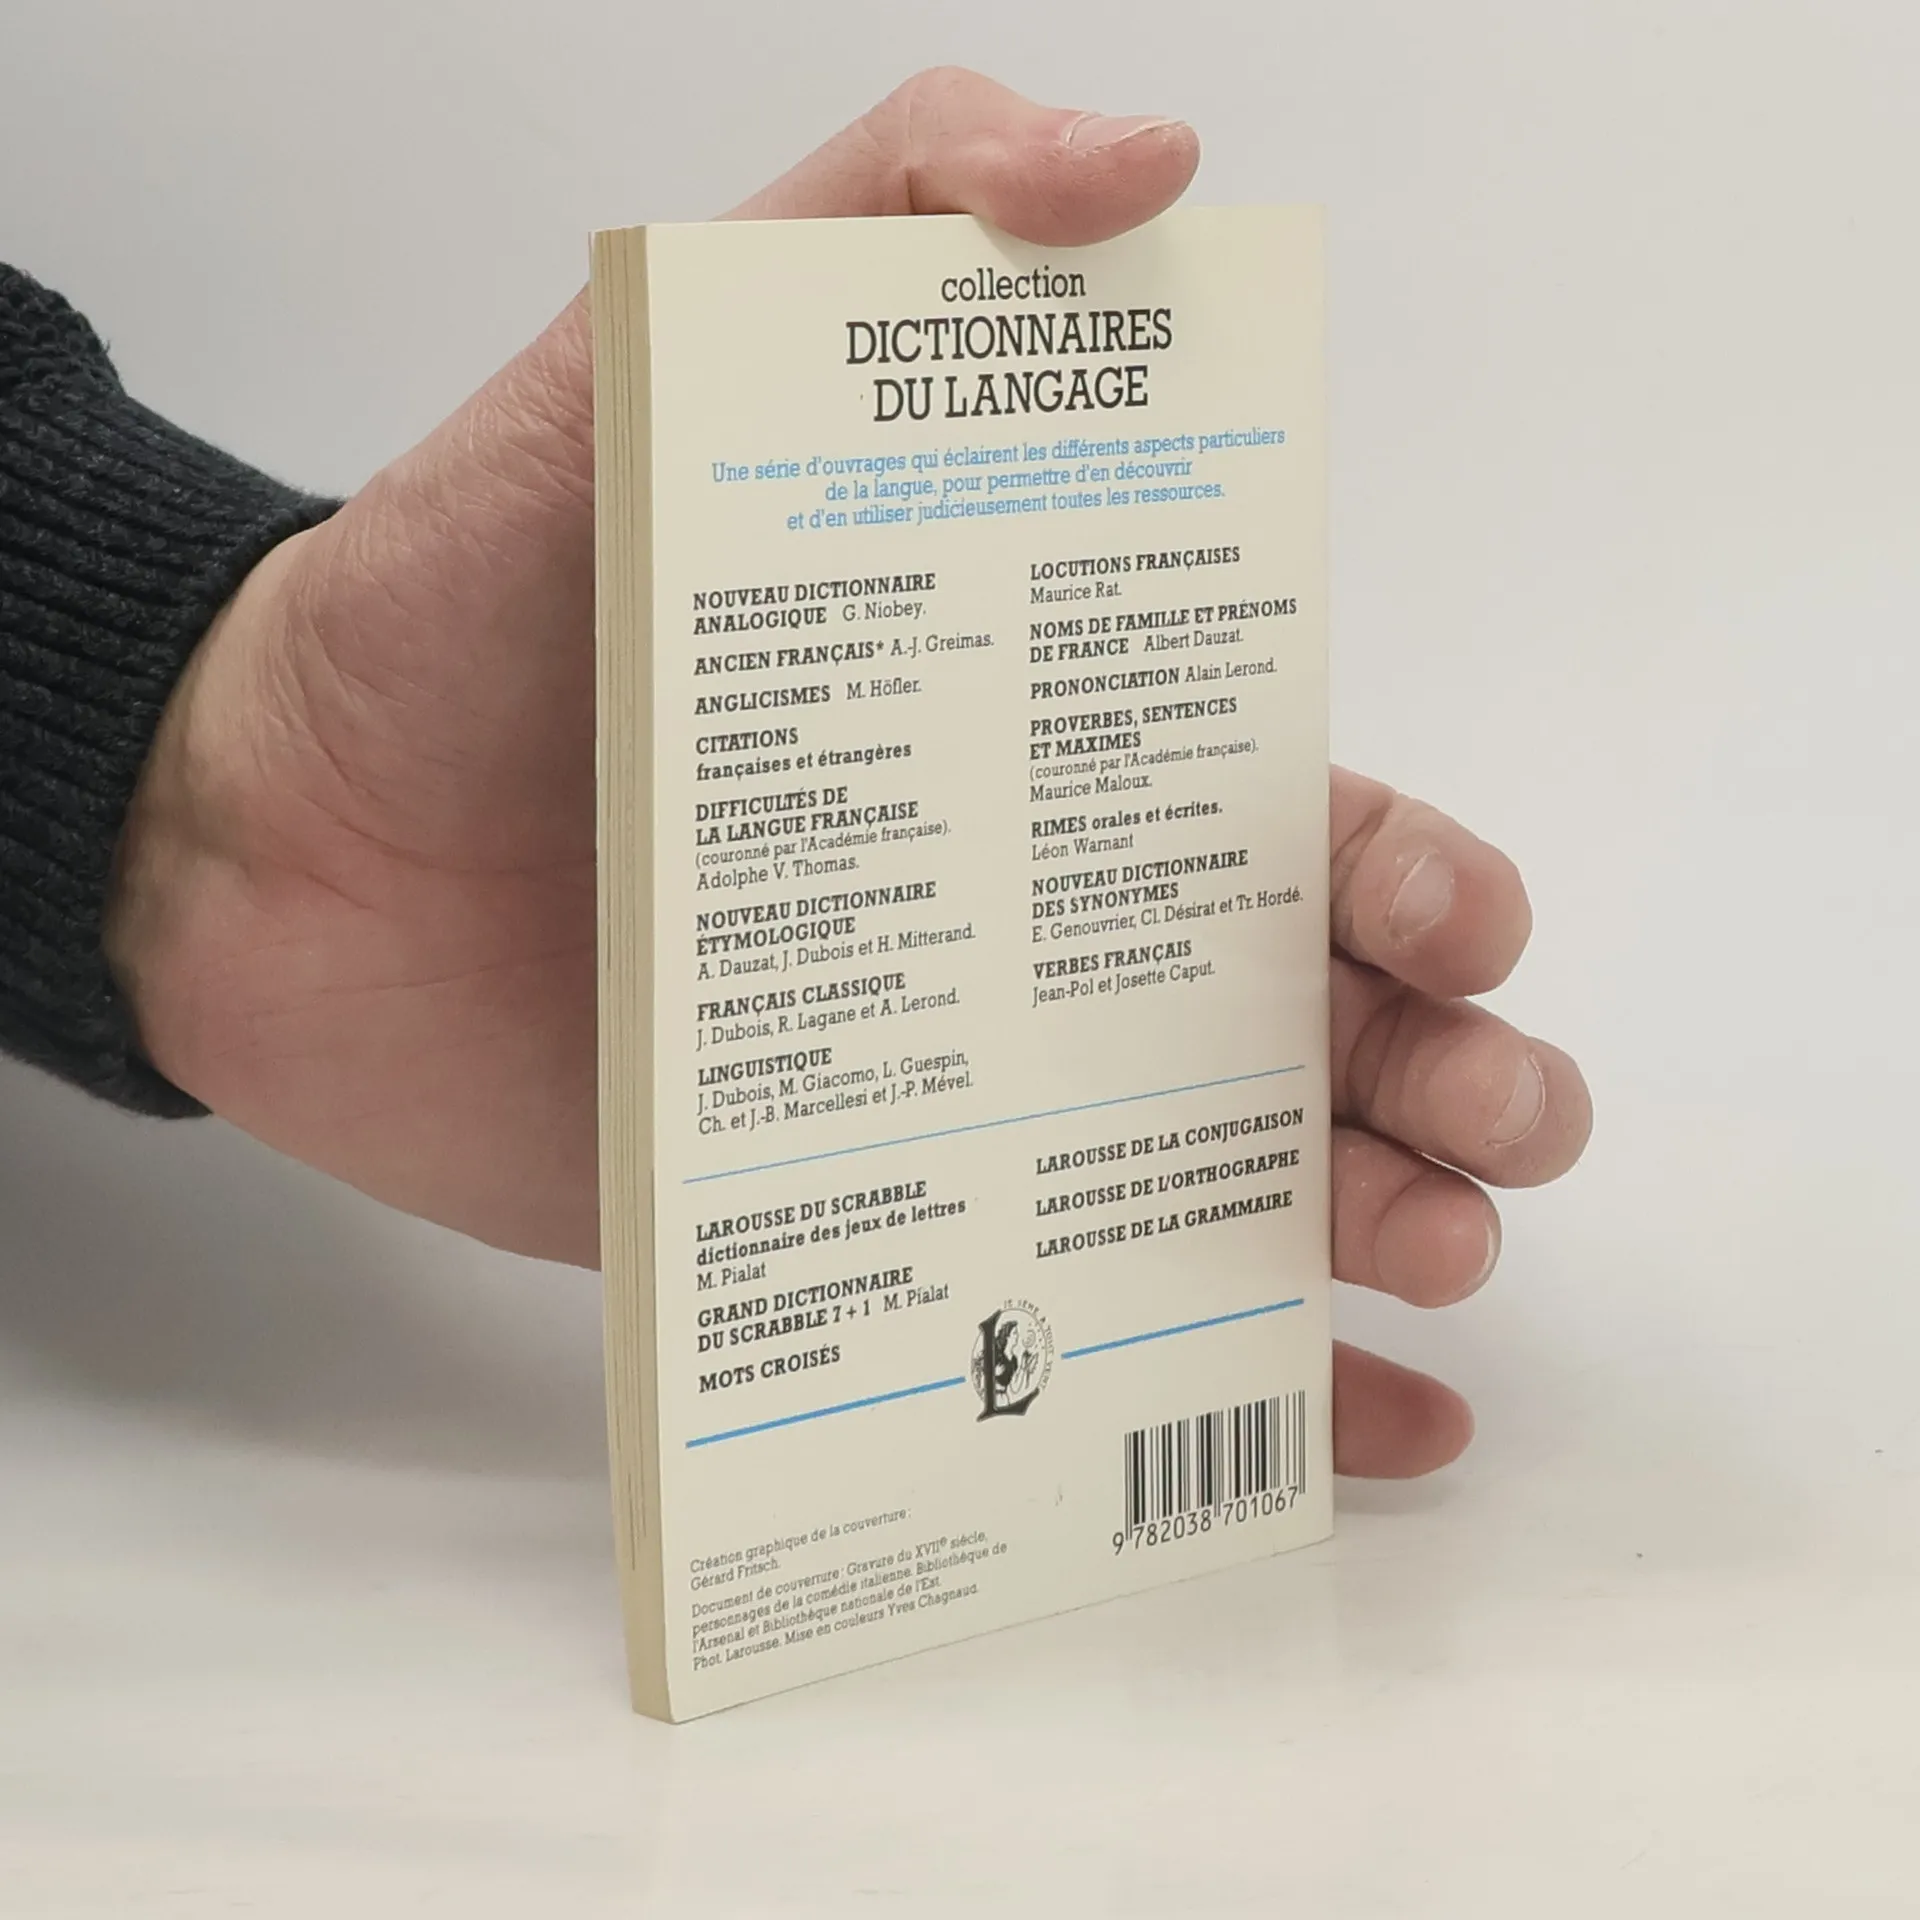 collection
DICTIONNAIRES
DU LANGAGE
Une série d'ouvrages qui éclairent les différents aspects particuliers
de la langue, pour permettre d'en découvrir
et d'en utiliser judicieusement toutes les ressources.
NOUVEAU DICTIONNAIRE
ANALOGIQUE G. Niobey.
ANCIEN FRANÇAIS* A.-J. Greimas.
ANGLICISMES M. Höfler.
CITATIONS
françaises et étrangères
DIFFICULTÉS DE
LA LANGUE FRANÇAISE
(couronné par l'Académie française).
Adolphe V. Thomas.
NOUVEAU DICTIONNAIRE
ÉTYMOLOGIQUE
A. Dauzat, J. Dubois et H. Mitterand.
FRANÇAIS CLASSIQUE
J. Dubois, R. Lagane et A. Lerond.
LINGUISTIQUE
J. Dubois, M. Giacomo, L. Guespin,
Ch. et J.-B. Marcellesi et J.-P. Mével.
LOCUTIONS FRANÇAISES
Maurice Rat.
NOMS DE FAMILLE ET PRÉNOMS
DE FRANCE Albert Dauzat.
PRONONCIATION Alain Lerond.
PROVERBES, SENTENCES
ET MAXIMES
(couronné par l'Académie française).
Maurice Maloux.
RIMES orales et écrites.
Léon Warnant
NOUVEAU DICTIONNAIRE
DES SYNONYMES
E. Genouvrier, Cl. Désirat et Tr. Hordé.
VERBES FRANÇAIS
Jean-Pol et Josette Caput.
LAROUSSE DU SCRABBLE
dictionnaire des jeux de lettres
M. Pialat
GRAND DICTIONNAIRE
DU SCRABBLE 7 + 1 M. Pialat
MOTS CROISÉS
LAROUSSE DE LA CONJUGAISON
LAROUSSE DE L'ORTHOGRAPHE
LAROUSSE DE LA GRAMMAIRE
JE SÈME À TOUT VENT
L
Création graphique de la couverture :
Gérard Fritsch.
Document de couverture : Gravure du XVIIe siècle,
personnages de la comédie italienne. Bibliothèque de
l'Arsenal et Bibliothèque nationale de l'Est.
Phot. Larousse. Mise en couleurs Yves Chagnaud.
9 782038 701067